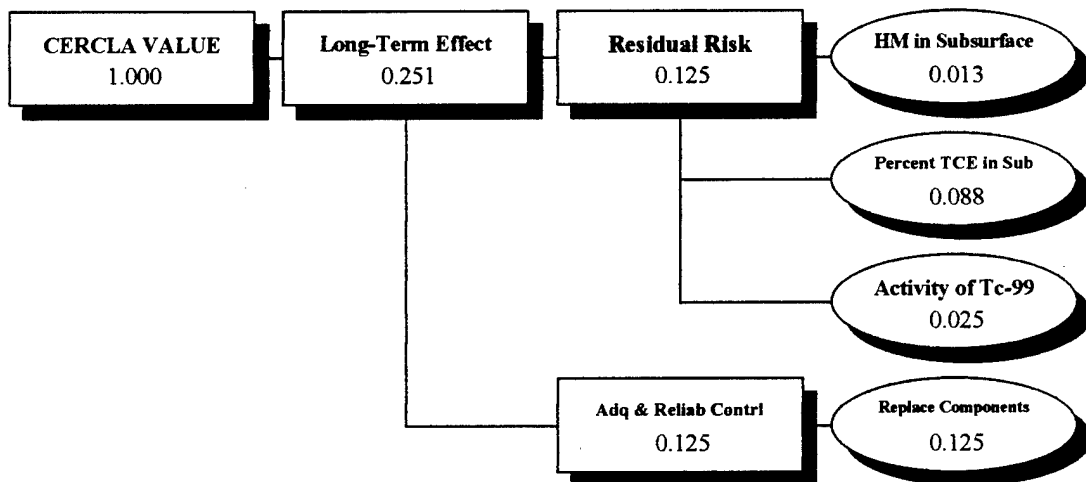 CERCLA VALUE
1.000
Long-Term Effect
0.251
Residual Risk
0.125
HM in Subsurface
0.013
Percent TCE in Sub
0.088
Activity of Tc-99
0.025
Adq & Reliab Contrl
0.125
Replace Components
0.125